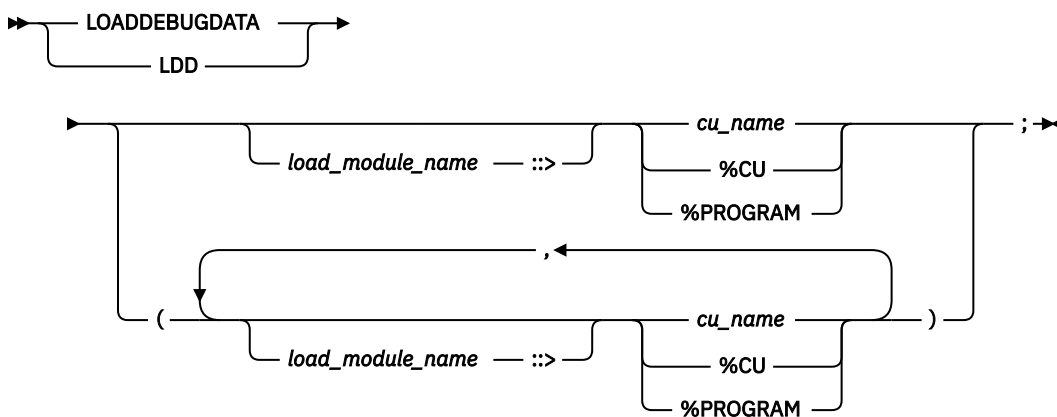 LOADDEBUGDATA
LDD
cu_name ;
load_module_name ::>
%CU
%PROGRAM
,
( cu_name )
load_module_name ::>
%CU
%PROGRAM